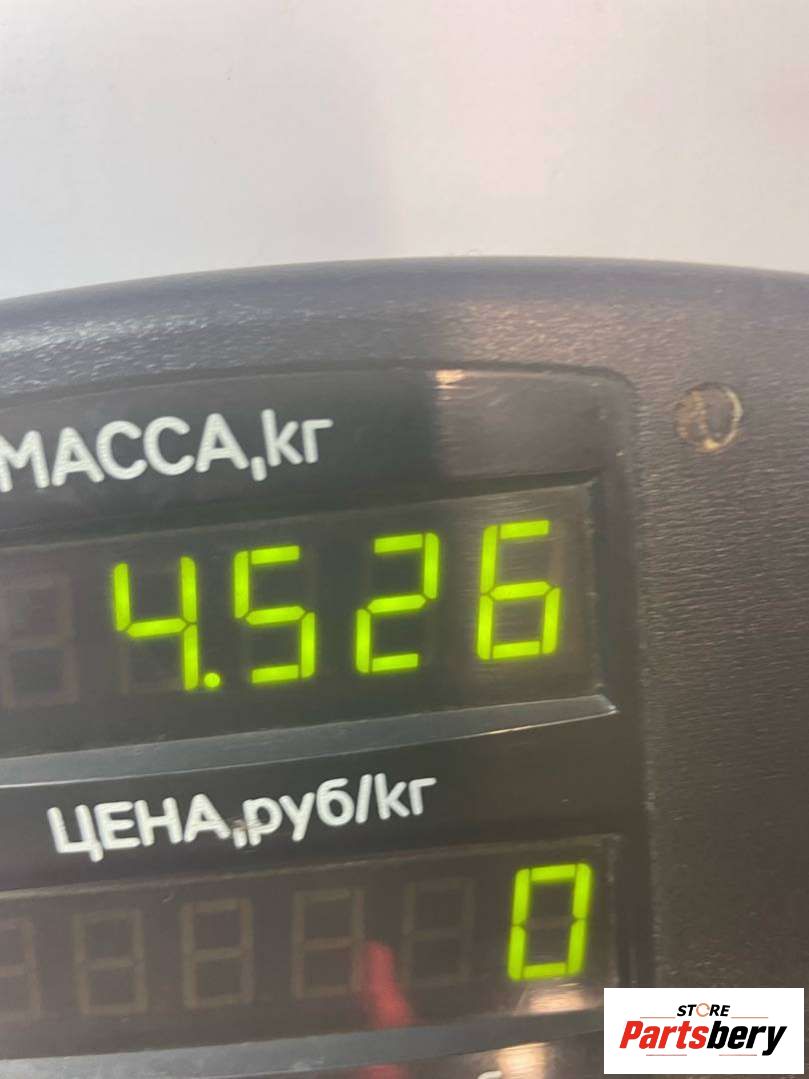 МАССА,кг
4.526
ЦЕНА,руб/кг
0
STORE
Partsbery